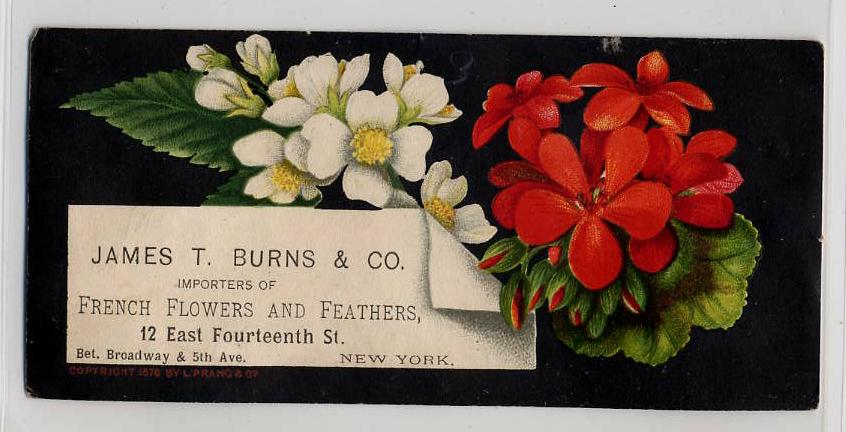 JAMES T. BURNS & CO.
IMPORTERS OF
FRENCH FLOWERS AND FEATHERS,
12 East Fourteenth St.
Bet. Broadway & 5th Ave. NEW YORK.
COPYRIGHT 1876 BY L. PRANG & CO